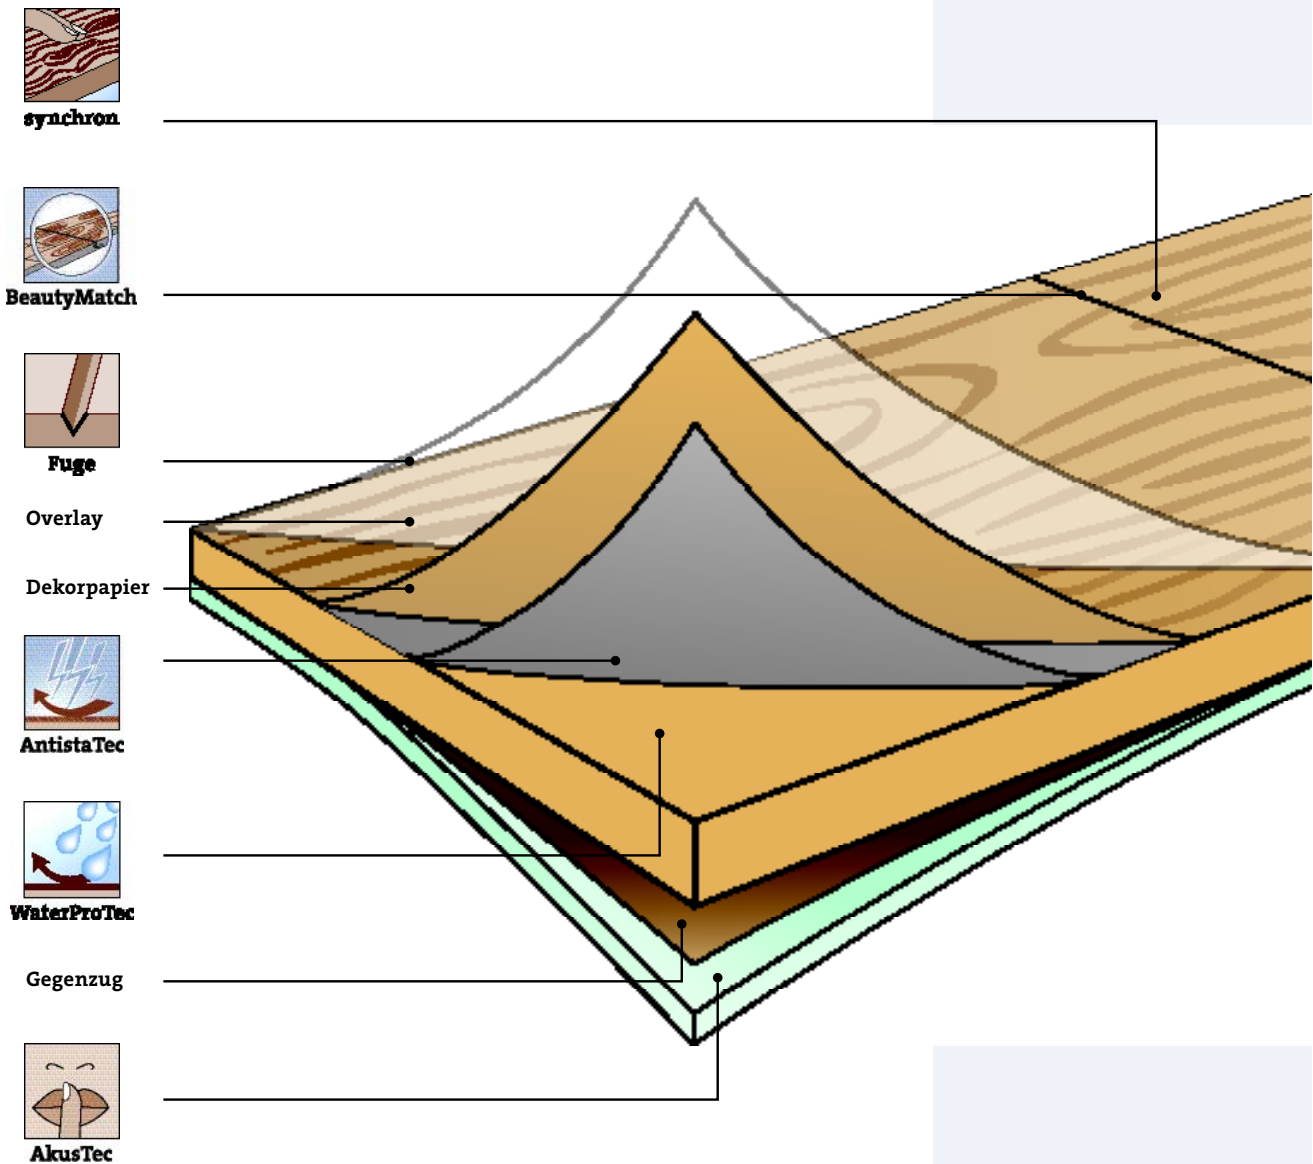 synchron
BeautyMatch
Fuge
Overlay
Dekorpapier
AntistaTec
WaterProTec
Gegenzug
AkusTec